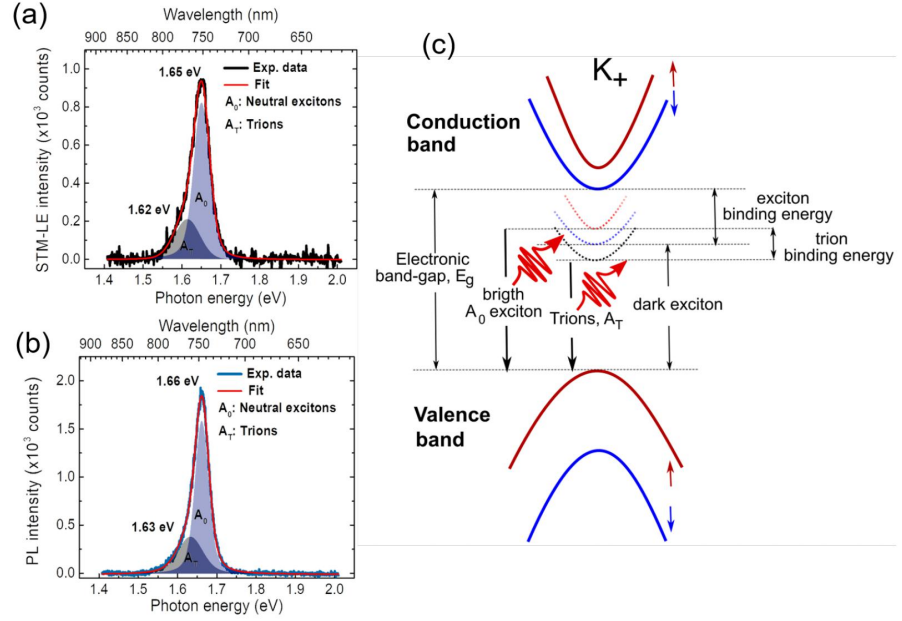 (a)
Wavelength (nm)
900 850 800 750 700 650
STM-LE intensity (x10³ counts)
1.0
0.8
0.6
0.4
0.2
0.0
1.65 eV
1.62 eV
Exp. data
Fit
A₀: Neutral excitons
A_T: Trions
A₀
1.4 1.5 1.6 1.7 1.8 1.9 2.0
Photon energy (eV)
(b)
Wavelength (nm)
900 850 800 750 700 650
PL intensity (x10³ counts)
2.0
1.5
1.0
0.5
0.0
1.66 eV
1.63 eV
Exp. data
Fit
A₀: Neutral excitons
A_T: Trions
A₀
1.4 1.5 1.6 1.7 1.8 1.9 2.0
Photon energy (eV)
(c)
K₊
Conduction
band
exciton
binding energy
trion
binding energy
Electronic
band-gap, E_g
brigth
A₀ exciton
Trions, A_T
dark exciton
Valence
band